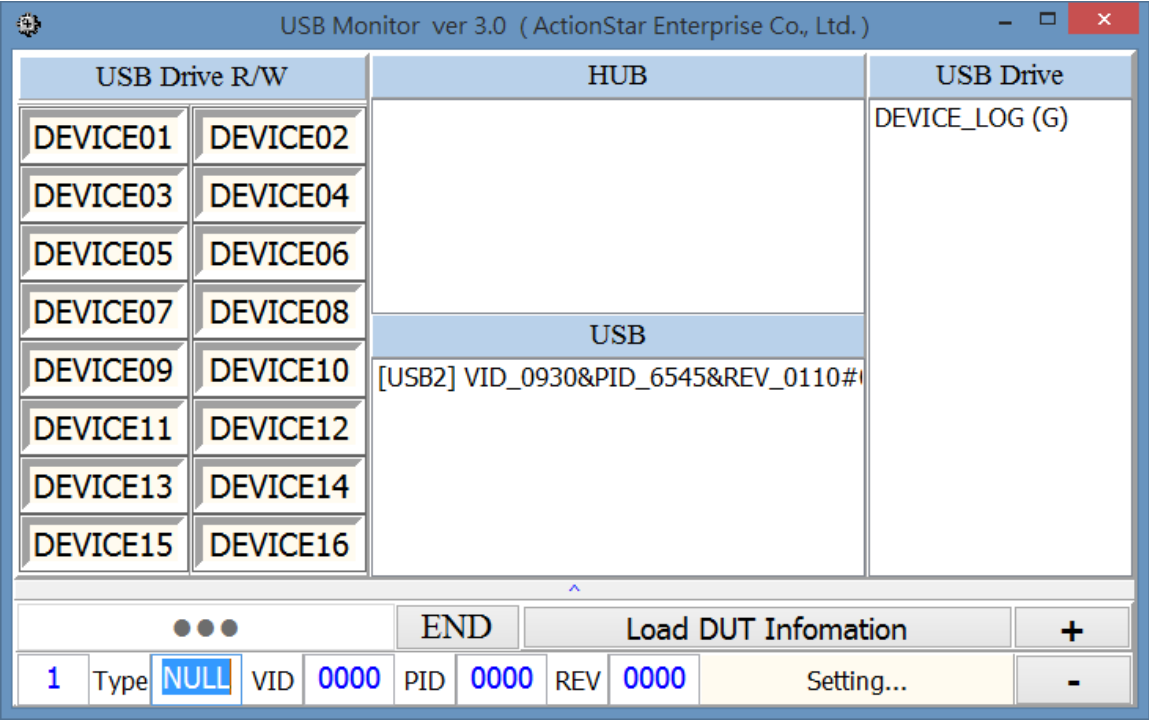 USB Monitor ver 3.0 ( ActionStar Enterprise Co., Ltd. )
USB Drive R/W
HUB
USB Drive
DEVICE01 DEVICE02
DEVICE03 DEVICE04
DEVICE05 DEVICE06
DEVICE07 DEVICE08
DEVICE09 DEVICE10
DEVICE11 DEVICE12
DEVICE13 DEVICE14
DEVICE15 DEVICE16
USB
[USB2] VID_0930&PID_6545&REV_0110#
DEVICE_LOG (G)
END Load DUT Infomation +
1 Type NULL VID 0000 PID 0000 REV 0000 Setting... -